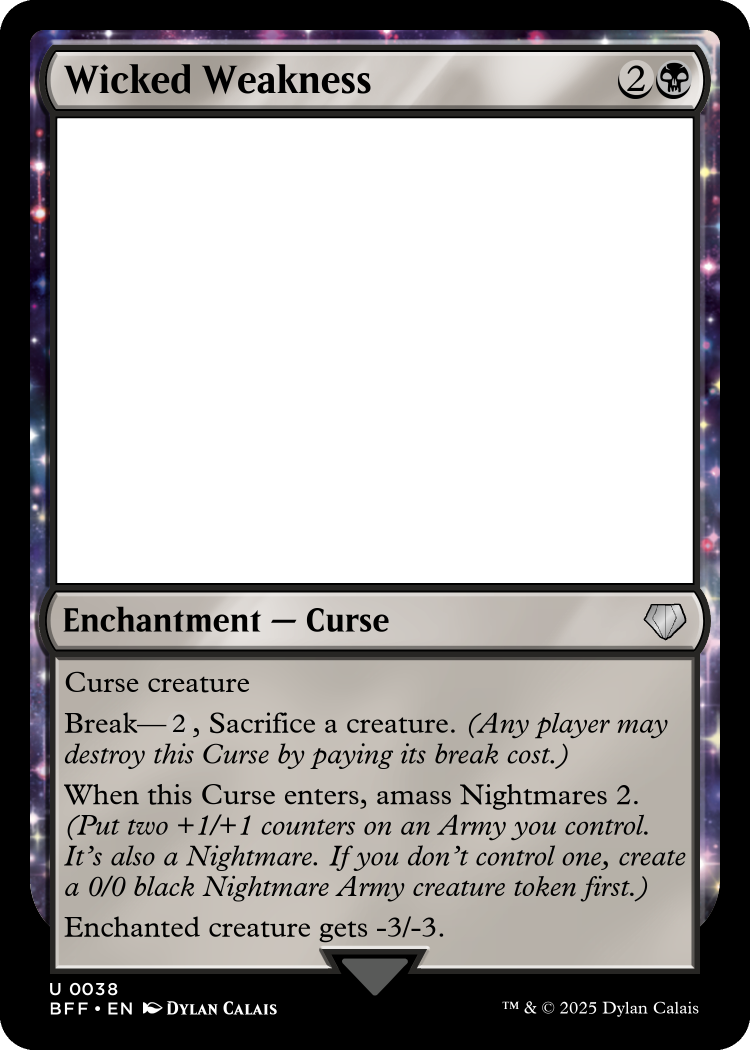 Wicked Weakness 2
Enchantment — Curse
Curse creature
Break— 2 , Sacrifice a creature. (Any player may
destroy this Curse by paying its break cost.)
When this Curse enters, amass Nightmares 2.
(Put two +1/+1 counters on an Army you control.
It's also a Nightmare. If you don't control one, create
a 0/0 black Nightmare Army creature token first.)
Enchanted creature gets -3/-3.
U 0038
BFF • EN Dylan Calais
™ & © 2025 Dylan Calais